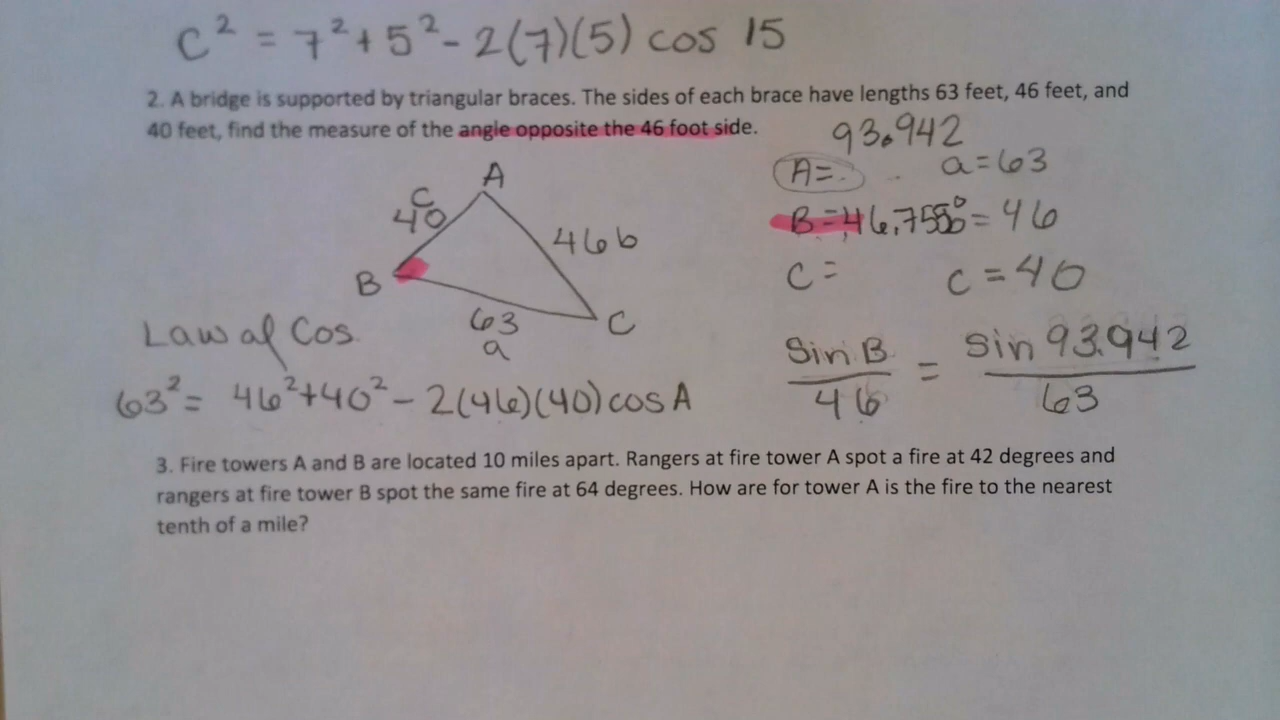 c² = 7² + 5² - 2(7)(5) cos 15
2. A bridge is supported by triangular braces. The sides of each brace have lengths 63 feet, 46 feet, and
40 feet, find the measure of the angle opposite the 46 foot side.
93.942
A=. a=63
B = 46.755° = 46
C = c = 40
A
c
40
46 b
B
63
a
C
Law of Cos.
63² = 46² + 40² - 2(46)(40) cos A
Sin B / 46 = sin 93.942 / 63
3. Fire towers A and B are located 10 miles apart. Rangers at fire tower A spot a fire at 42 degrees and
rangers at fire tower B spot the same fire at 64 degrees. How are for tower A is the fire to the nearest
tenth of a mile?